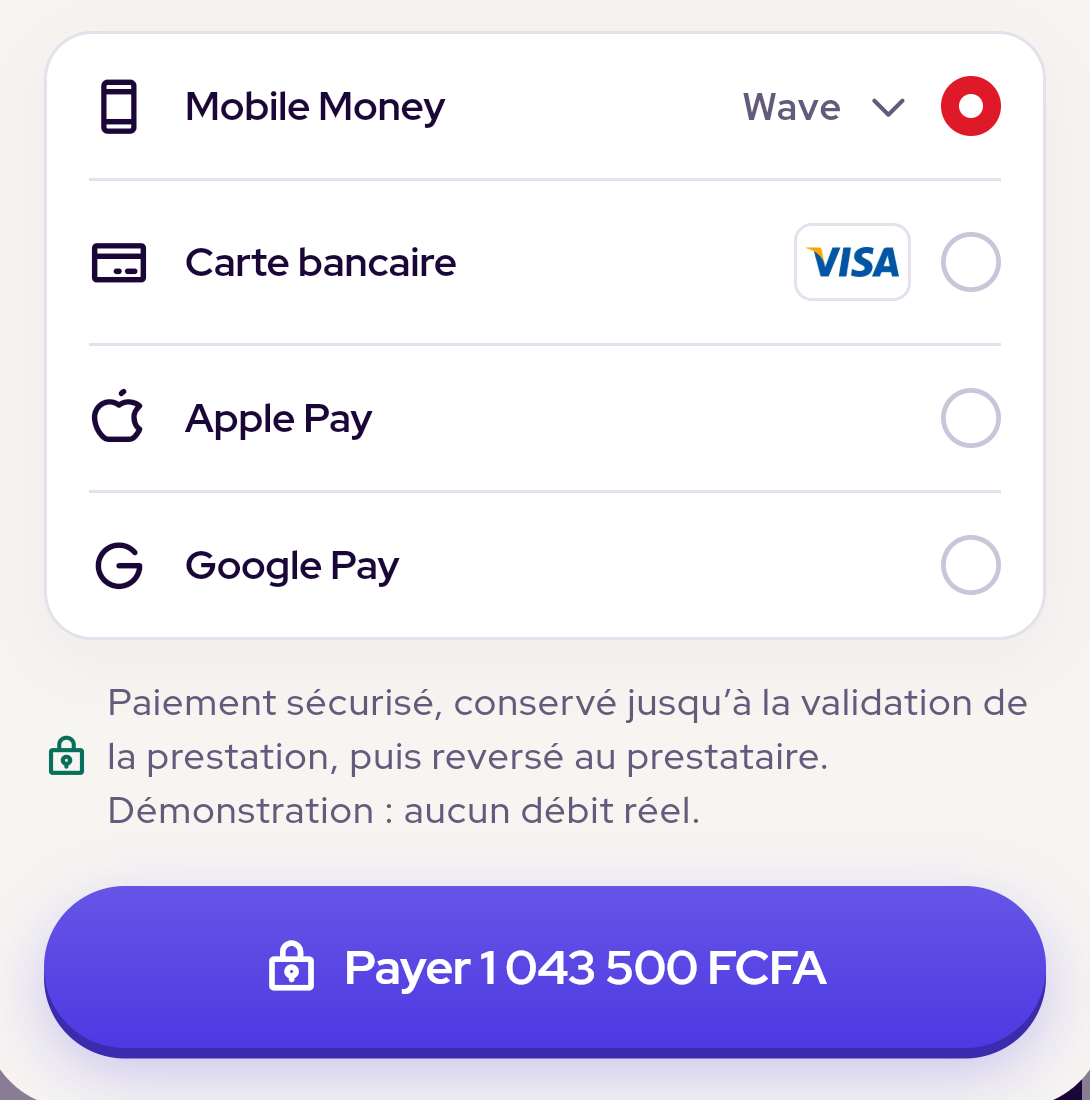 Mobile Money Wave
Carte bancaire VISA
Apple Pay
Google Pay
Paiement sécurisé, conservé jusqu’à la validation de
la prestation, puis reversé au prestataire.
Démonstration : aucun débit réel.
Payer 1 043 500 FCFA